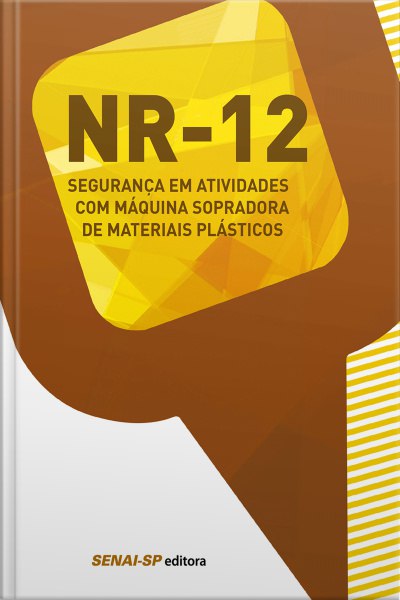 NR-12
SEGURANÇA EM ATIVIDADES
COM MÁQUINA SOPRADORA
DE MATERIAIS PLÁSTICOS
SENAI-SP editora